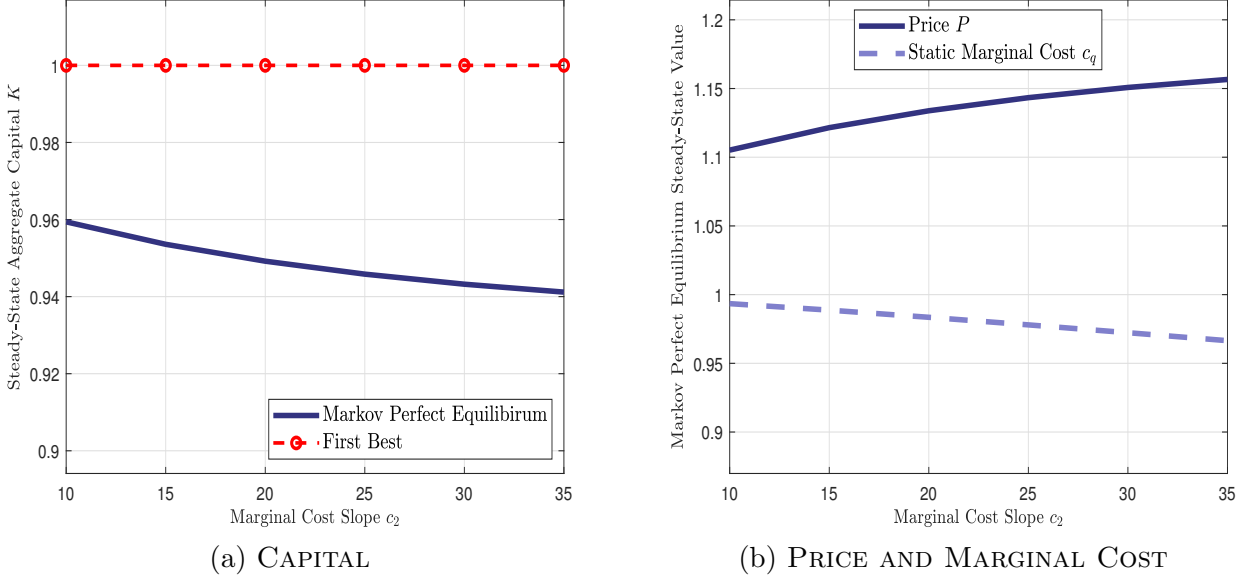 Steady-State Aggregate Capital K
1
0.98
0.96
0.94
0.92
0.9
Markov Perfect Equilibirum
First Best
10 15 20 25 30 35
Marginal Cost Slope c₂
(a) CAPITAL
Markov Perfect Equilibrium Steady-State Value
1.2
1.15
1.1
1.05
1
0.95
0.9
Price P
Static Marginal Cost c_q
10 15 20 25 30 35
Marginal Cost Slope c₂
(b) PRICE AND MARGINAL COST